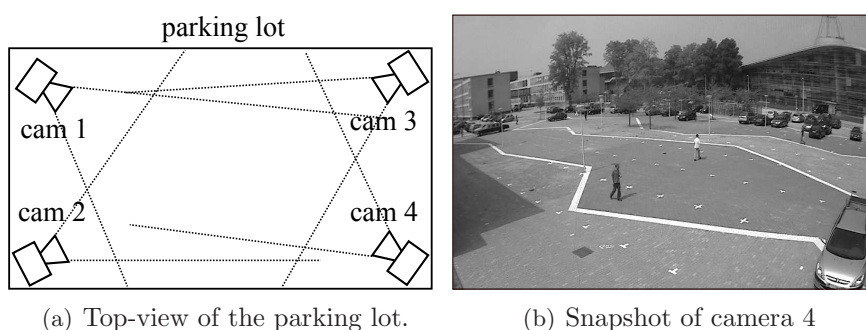 parking lot
cam 1
cam 3
cam 2
cam 4
(a) Top-view of the parking lot.
(b) Snapshot of camera 4